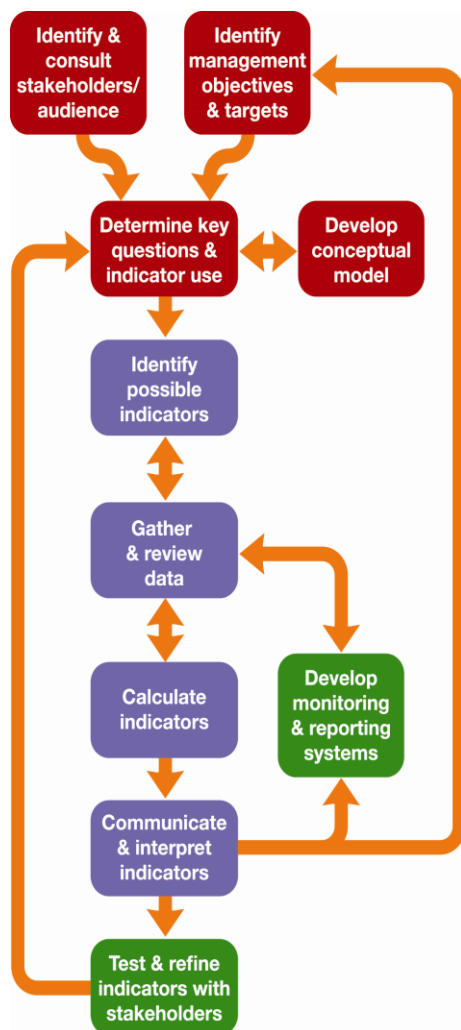 Identify &
consult
stakeholders/
audience
Identify
management
objectives
& targets
Determine key
questions &
indicator use
Develop
conceptual
model
Identify
possible
indicators
Gather
& review
data
Calculate
indicators
Develop
monitoring
& reporting
systems
Communicate
& interpret
indicators
Test & refine
indicators with
stakeholders